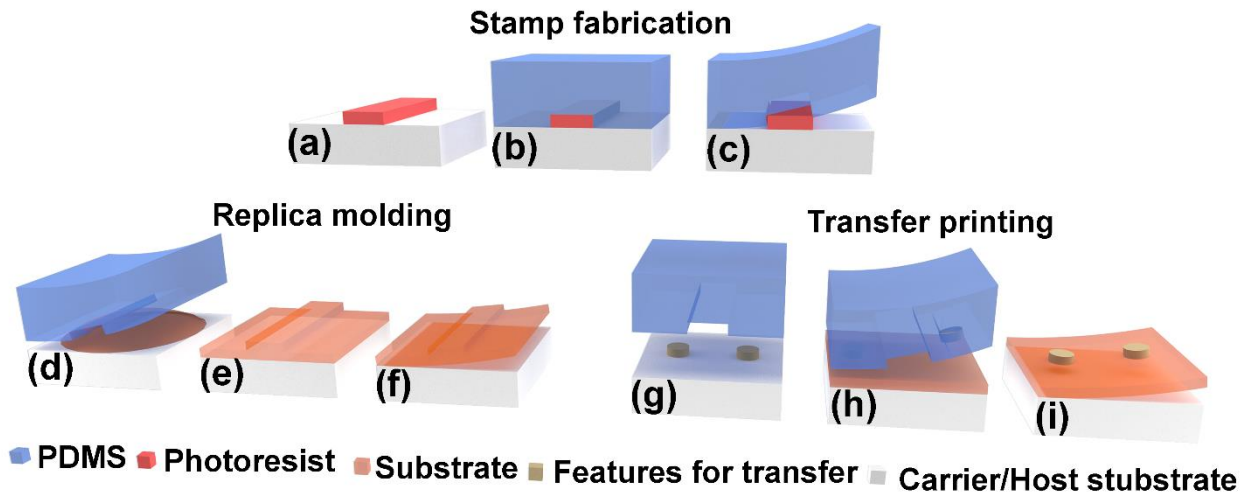 Stamp fabrication
(a)
(b)
(c)
Replica molding
Transfer printing
(d)
(e)
(f)
(g)
(h)
(i)
PDMS
Photoresist
Substrate
Features for transfer
Carrier/Host stubstrate